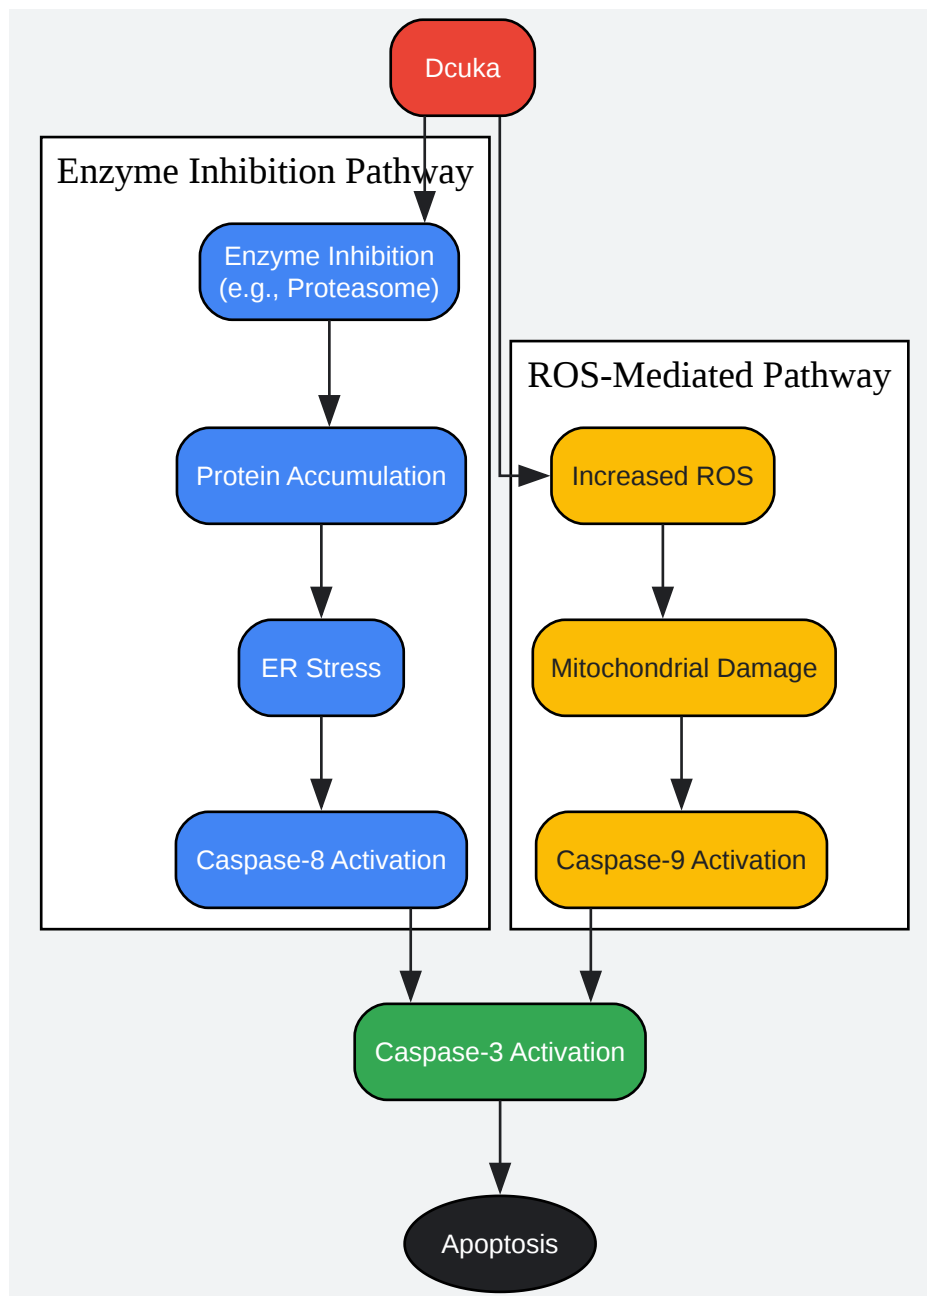 Dcuka
Enzyme Inhibition Pathway
Enzyme Inhibition
(e.g., Proteasome)
Protein Accumulation
ER Stress
Caspase-8 Activation
ROS-Mediated Pathway
Increased ROS
Mitochondrial Damage
Caspase-9 Activation
Caspase-3 Activation
Apoptosis